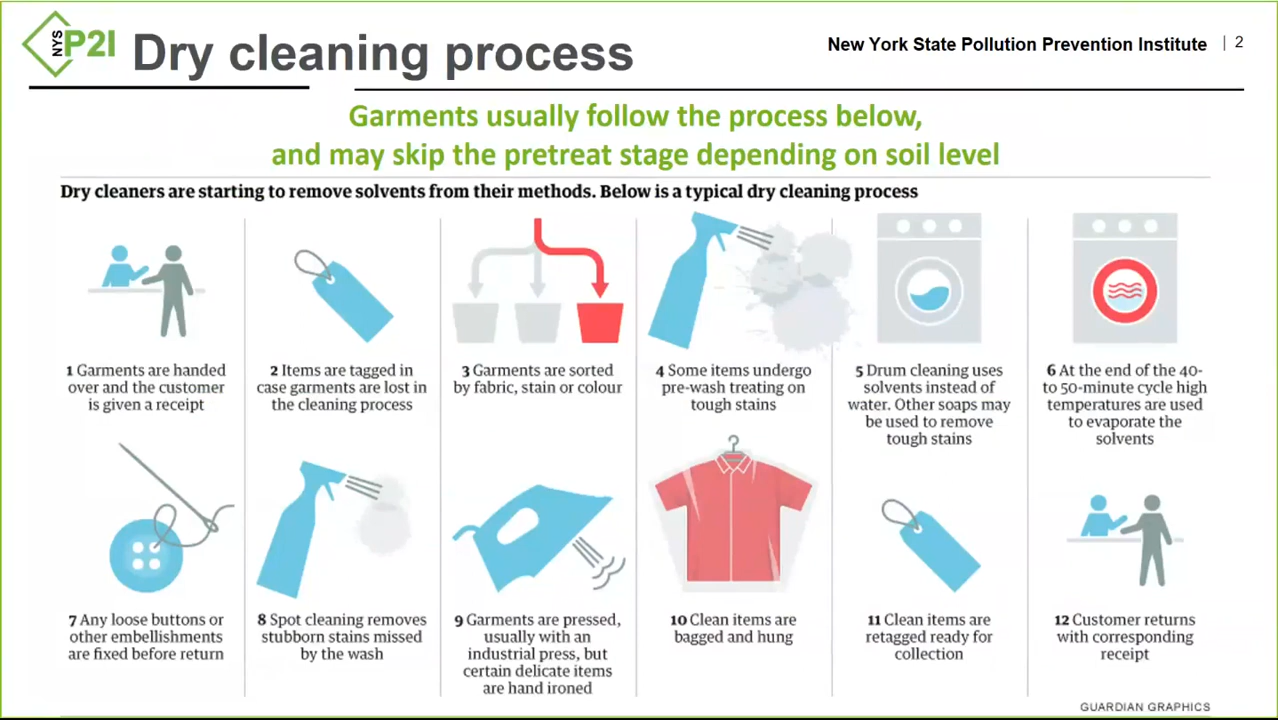 NYS P2I
Dry cleaning process
New York State Pollution Prevention Institute | 2
Garments usually follow the process below,
and may skip the pretreat stage depending on soil level
Dry cleaners are starting to remove solvents from their methods. Below is a typical dry cleaning process
1 Garments are handed
over and the customer
is given a receipt
2 Items are tagged in
case garments are lost in
the cleaning process
3 Garments are sorted
by fabric, stain or colour
4 Some items undergo
pre-wash treating on
tough stains
5 Drum cleaning uses
solvents instead of
water. Other soaps may
be used to remove
tough stains
6 At the end of the 40-
to 50-minute cycle high
temperatures are used
to evaporate the
solvents
7 Any loose buttons or
other embellishments
are fixed before return
8 Spot cleaning removes
stubborn stains missed
by the wash
9 Garments are pressed,
usually with an
industrial press, but
certain delicate items
are hand ironed
10 Clean items are
bagged and hung
11 Clean items are
retagged ready for
collection
12 Customer returns
with corresponding
receipt
GUARDIAN GRAPHICS